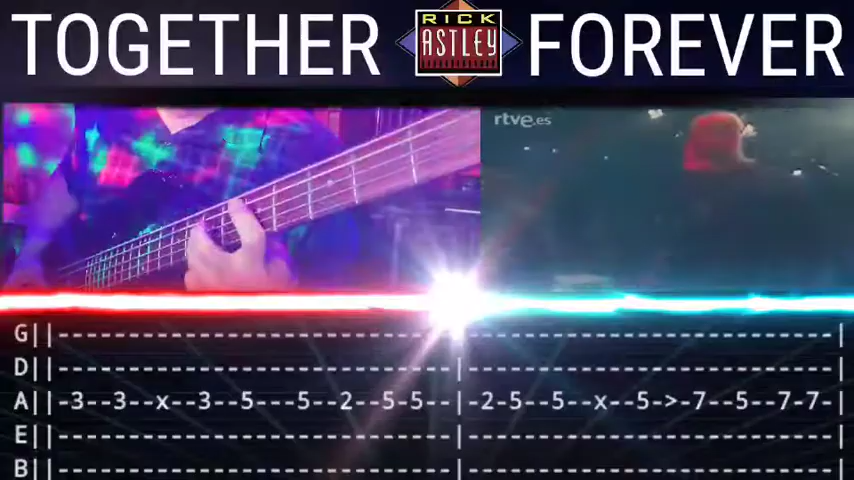 TOGETHER RICK ASTLEY FOREVER
rtve.es
G||--------------------------------------|-----------------------------------|
D||--------------------------------------|-----------------------------------|
A||-3--3--x--3--5---5--2--5-5--|-2-5--5--x--5->-7--5--7-7-|
E||--------------------------------------|-----------------------------------|
B||--------------------------------------|-----------------------------------|